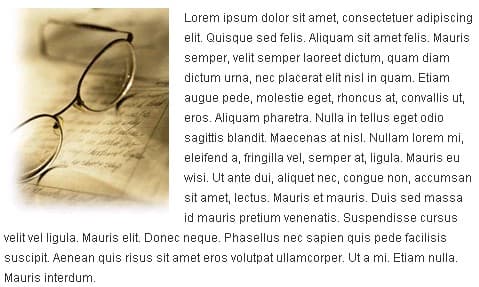 Lorem ipsum dolor sit amet, consectetuer adipiscing
elit. Quisque sed felis. Aliquam sit amet felis. Mauris
semper, velit semper laoreet dictum, quam diam
dictum urna, nec placerat elit nisl in quam. Etiam
augue pede, molestie eget, rhoncus at, convallis ut,
eros. Aliquam pharetra. Nulla in tellus eget odio
sagittis blandit. Maecenas at nisl. Nullam lorem mi,
eleifend a, fringilla vel, semper at, ligula. Mauris eu
wisi. Ut ante dui, aliquet nec, congue non, accumsan
sit amet, lectus. Mauris et mauris. Duis sed massa
id mauris pretium venenatis. Suspendisse cursus
velit vel ligula. Mauris elit. Donec neque. Phasellus nec sapien quis pede facilisis
suscipit. Aenean quis risus sit amet eros volutpat ullamcorper. Ut a mi. Etiam nulla.
Mauris interdum.